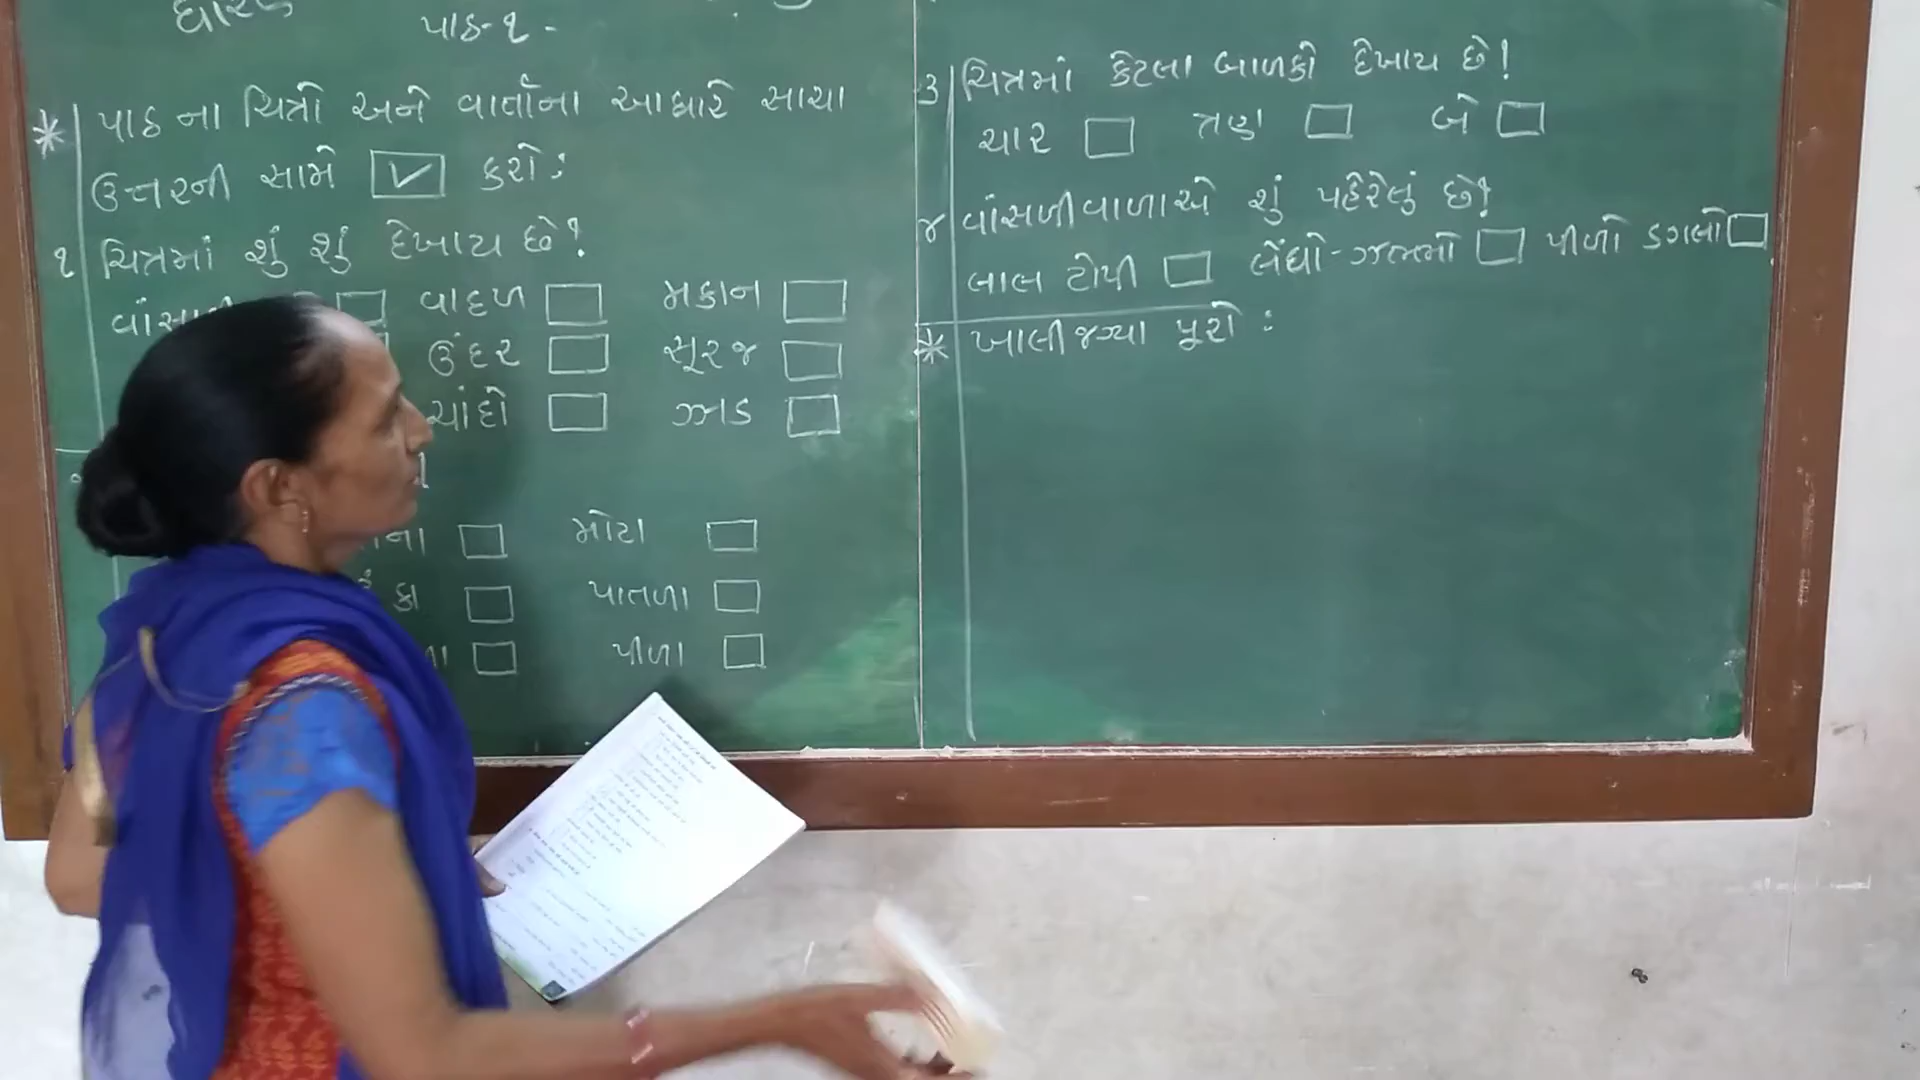 પાઠ-૧ -
* પાઠ ના ચિત્રો અને વાર્તાના આધારે સાચા
ઉત્તરની સામે ✓ કરો :
૧ ચિત્રમાં શું શું દેખાય છે?
વાદળ મકાન
ઉંદર સૂરજ
ચાંદો ઝાડ
મોટા
પાતળા
પીળા
૩ ચિત્રમાં કેટલા બાળકો દેખાય છે!
ચાર ત્રણ બે
૪ વાંસળીવાળાએ શું પહેરેલું છે?
લાલ ટોપી લેંઘો-ઝભ્ભો પીળો ડગલો
* ખાલીજગ્યા પૂરો :